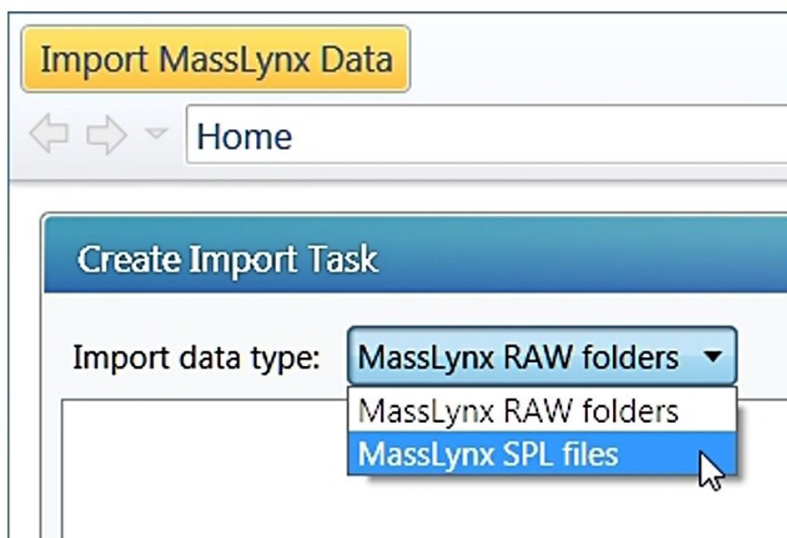 Import MassLynx Data
Home
Create Import Task
Import data type: MassLynx RAW folders
MassLynx RAW folders
MassLynx SPL files